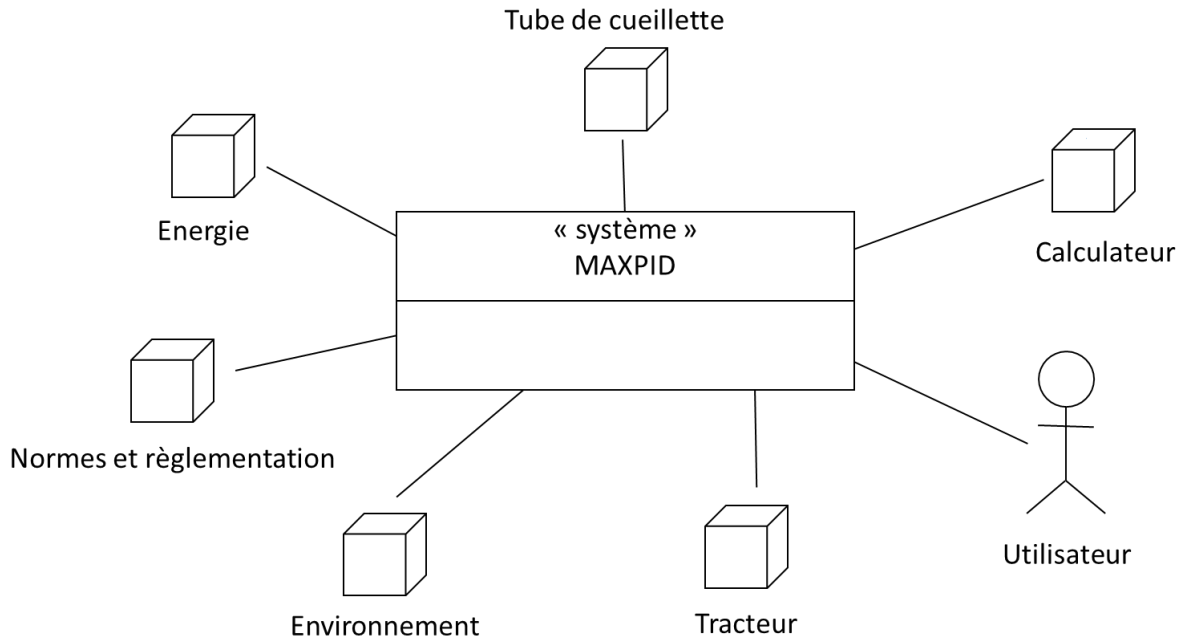 Tube de cueillette
Energie
« système »
MAXPID
Calculateur
Normes et règlementation
Utilisateur
Environnement
Tracteur